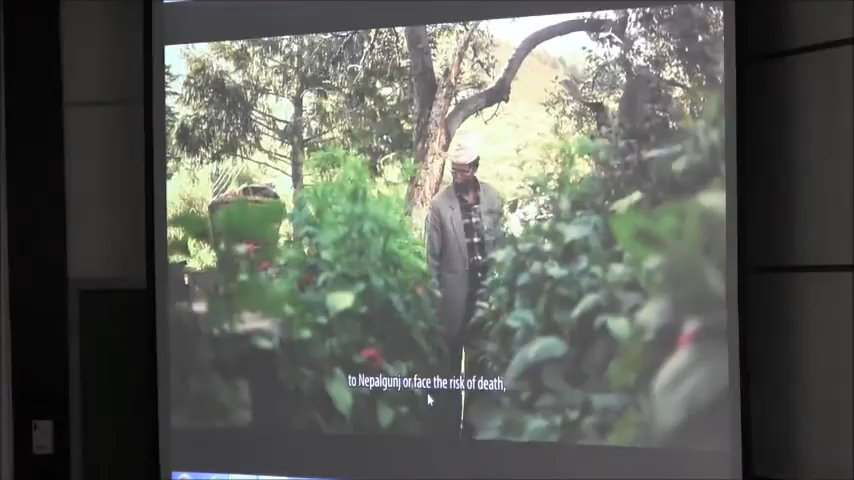 to Nepalgunj or face the risk of death,